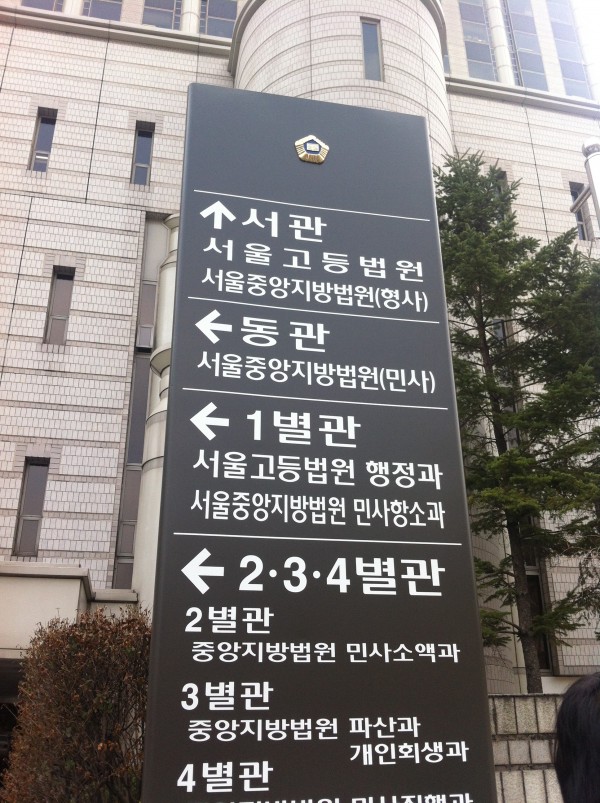 ↑서관
서울고등법원
서울중앙지방법원(형사)
←동관
서울중앙지방법원(민사)
← 1별관
서울고등법원 행정과
서울중앙지방법원 민사항소과
← 2·3·4별관
2별관
중앙지방법원 민사소액과
3별관
중앙지방법원 파산과
개인회생과
4별관